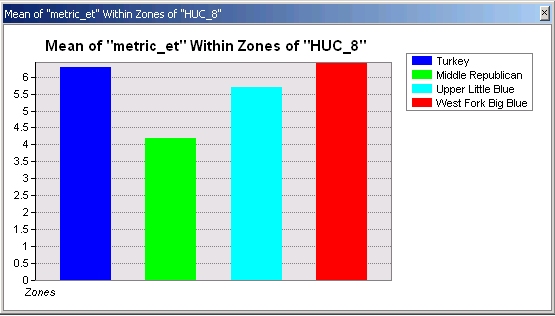 Mean of "metric_et" Within Zones of "HUC_8"
Mean of "metric_et" Within Zones of "HUC_8"
Turkey
Middle Republican
Upper Little Blue
West Fork Big Blue
6
5.5
5
4.5
4
3.5
3
2.5
2
1.5
1
0.5
0
Zones